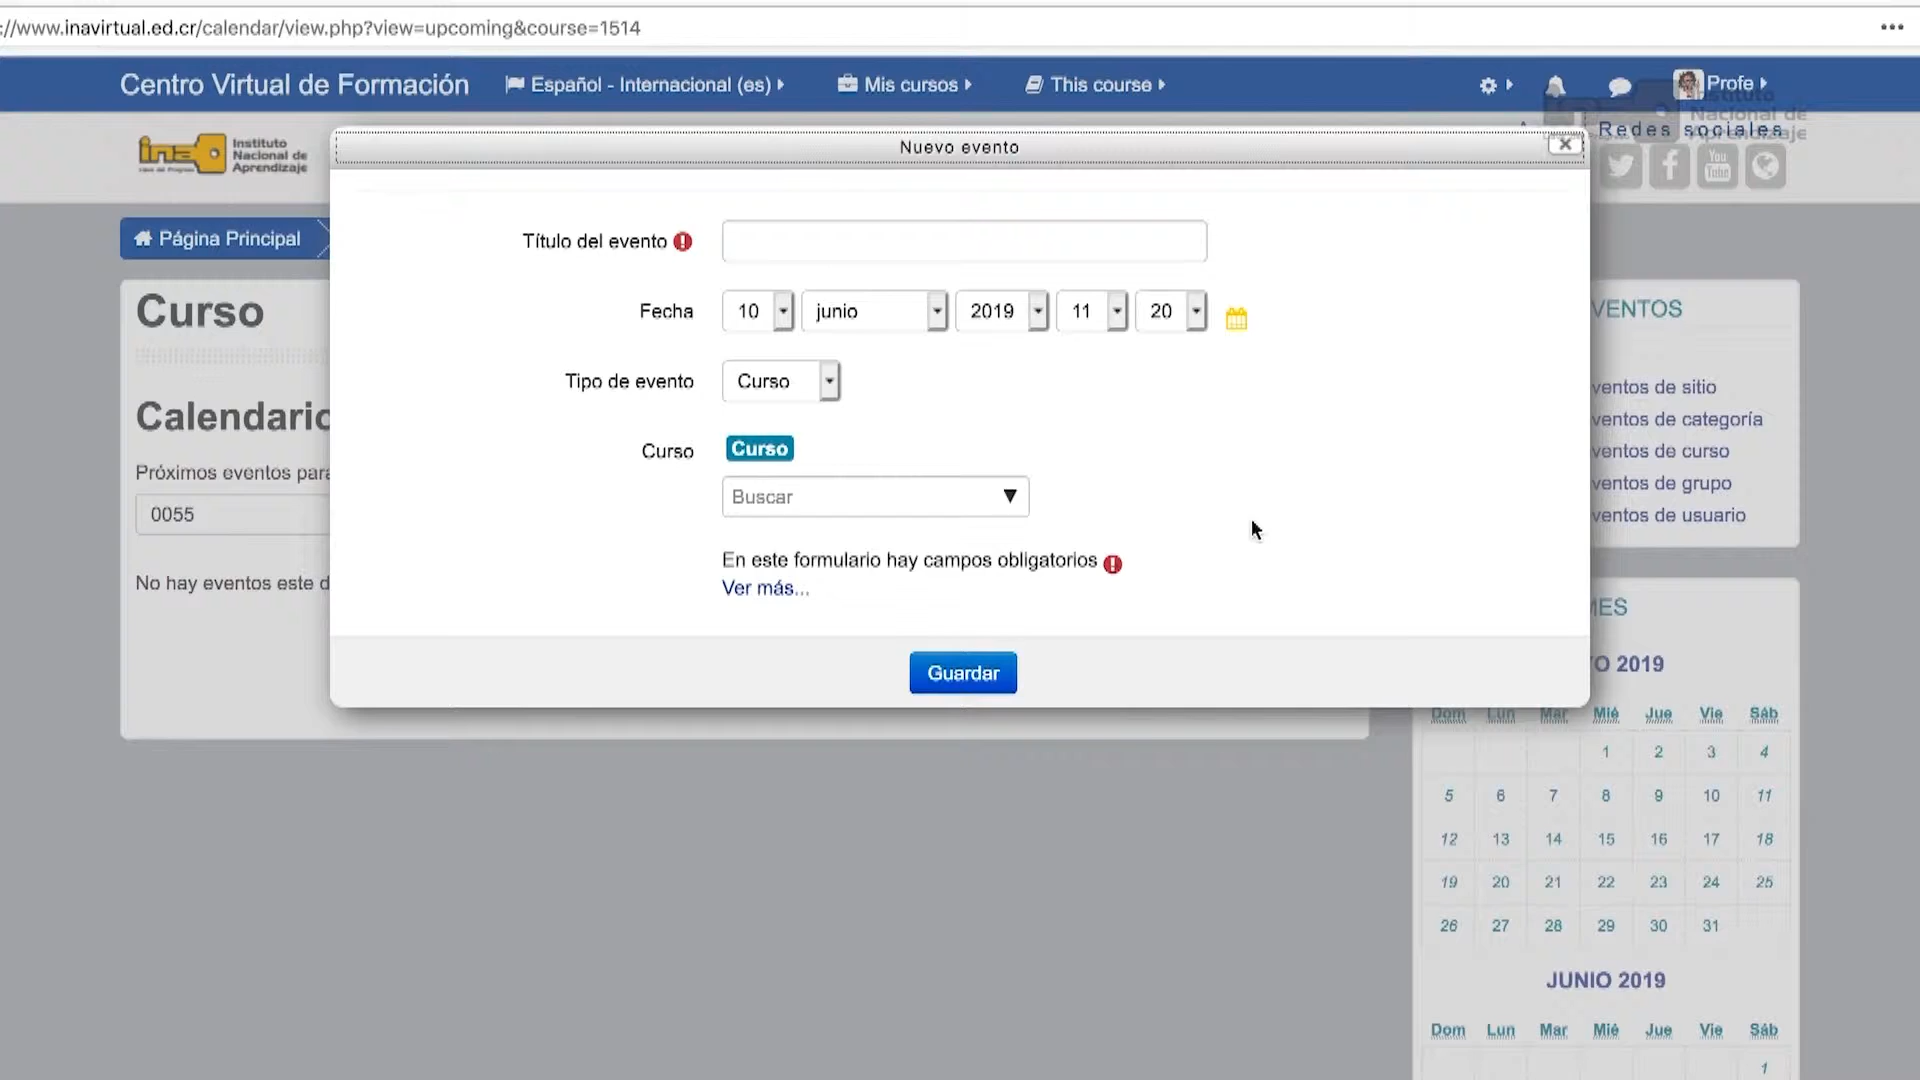 ://www.inavirtual.ed.cr/calendar/view.php?view=upcoming&course=1514
Centro Virtual de Formación
Español - Internacional (es)
Mis cursos
This course
Profe
ina
Instituto
Nacional de
Aprendizaje
Instituto
Nacional de
Aprendizaje
Redes sociales
You
Tube
Nuevo evento
Página Principal
Título del evento
Fecha
10
junio
2019
11
20
Tipo de evento
Curso
Curso
Curso
Buscar
En este formulario hay campos obligatorios
Ver más...
Guardar
Curso
Calendario
Próximos eventos para
0055
No hay eventos este d
VENTOS
ventos de sitio
ventos de categoría
ventos de curso
ventos de grupo
ventos de usuario
MES
O 2019
Dom Lun Mar Mié Jue Vie Sáb
1 2 3 4
5 6 7 8 9 10 11
12 13 14 15 16 17 18
19 20 21 22 23 24 25
26 27 28 29 30 31
JUNIO 2019
Dom Lun Mar Mié Jue Vie Sáb
1